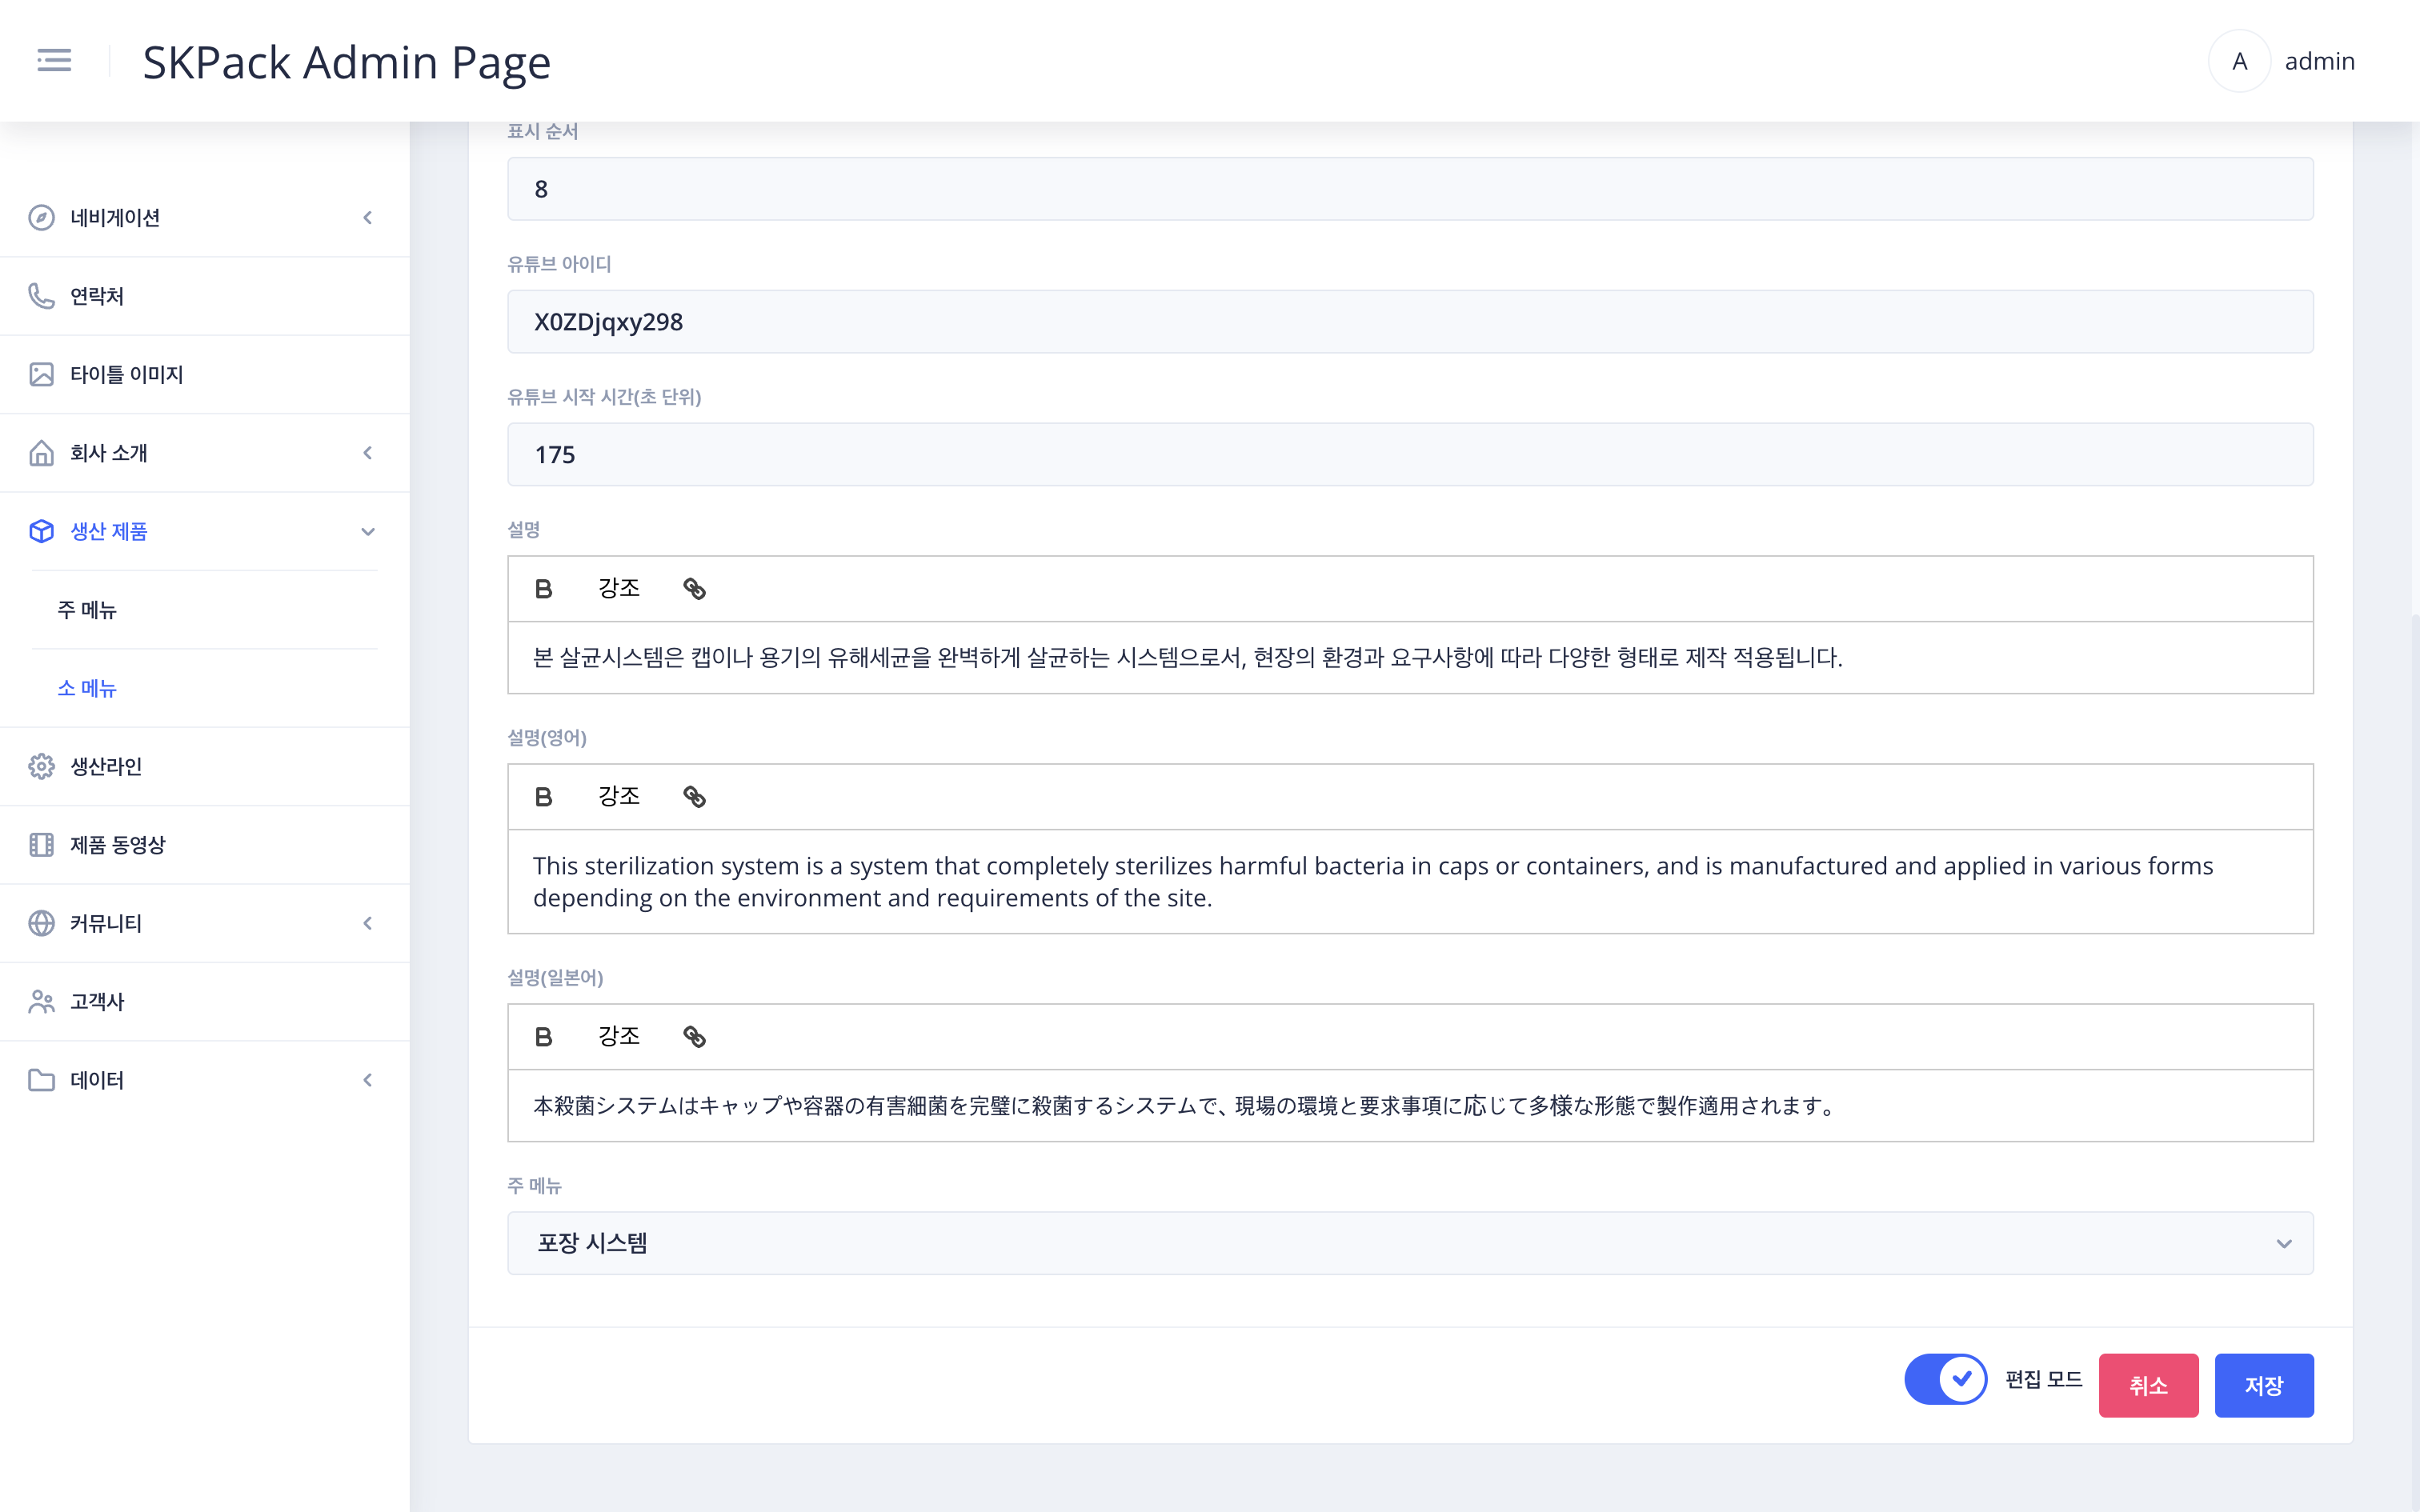 SKPack Admin Page
A
admin
네비게이션
연락처
타이틀 이미지
회사 소개
생산 제품
주 메뉴
소 메뉴
생산라인
제품 동영상
커뮤니티
고객사
데이터
표시 순서
8
유튜브 아이디
X0ZDjqxy298
유튜브 시작 시간(초 단위)
175
설명
B 강조
본 살균시스템은 캡이나 용기의 유해세균을 완벽하게 살균하는 시스템으로서, 현장의 환경과 요구사항에 따라 다양한 형태로 제작 적용됩니다.
설명(영어)
B 강조
This sterilization system is a system that completely sterilizes harmful bacteria in caps or containers, and is manufactured and applied in various forms
depending on the environment and requirements of the site.
설명(일본어)
B 강조
本殺菌システムはキャップや容器の有害細菌を完璧に殺菌するシステムで、現場の環境と要求事項に応じて多様な形態で製作適用されます。
주 메뉴
포장 시스템
편집 모드
취소
저장